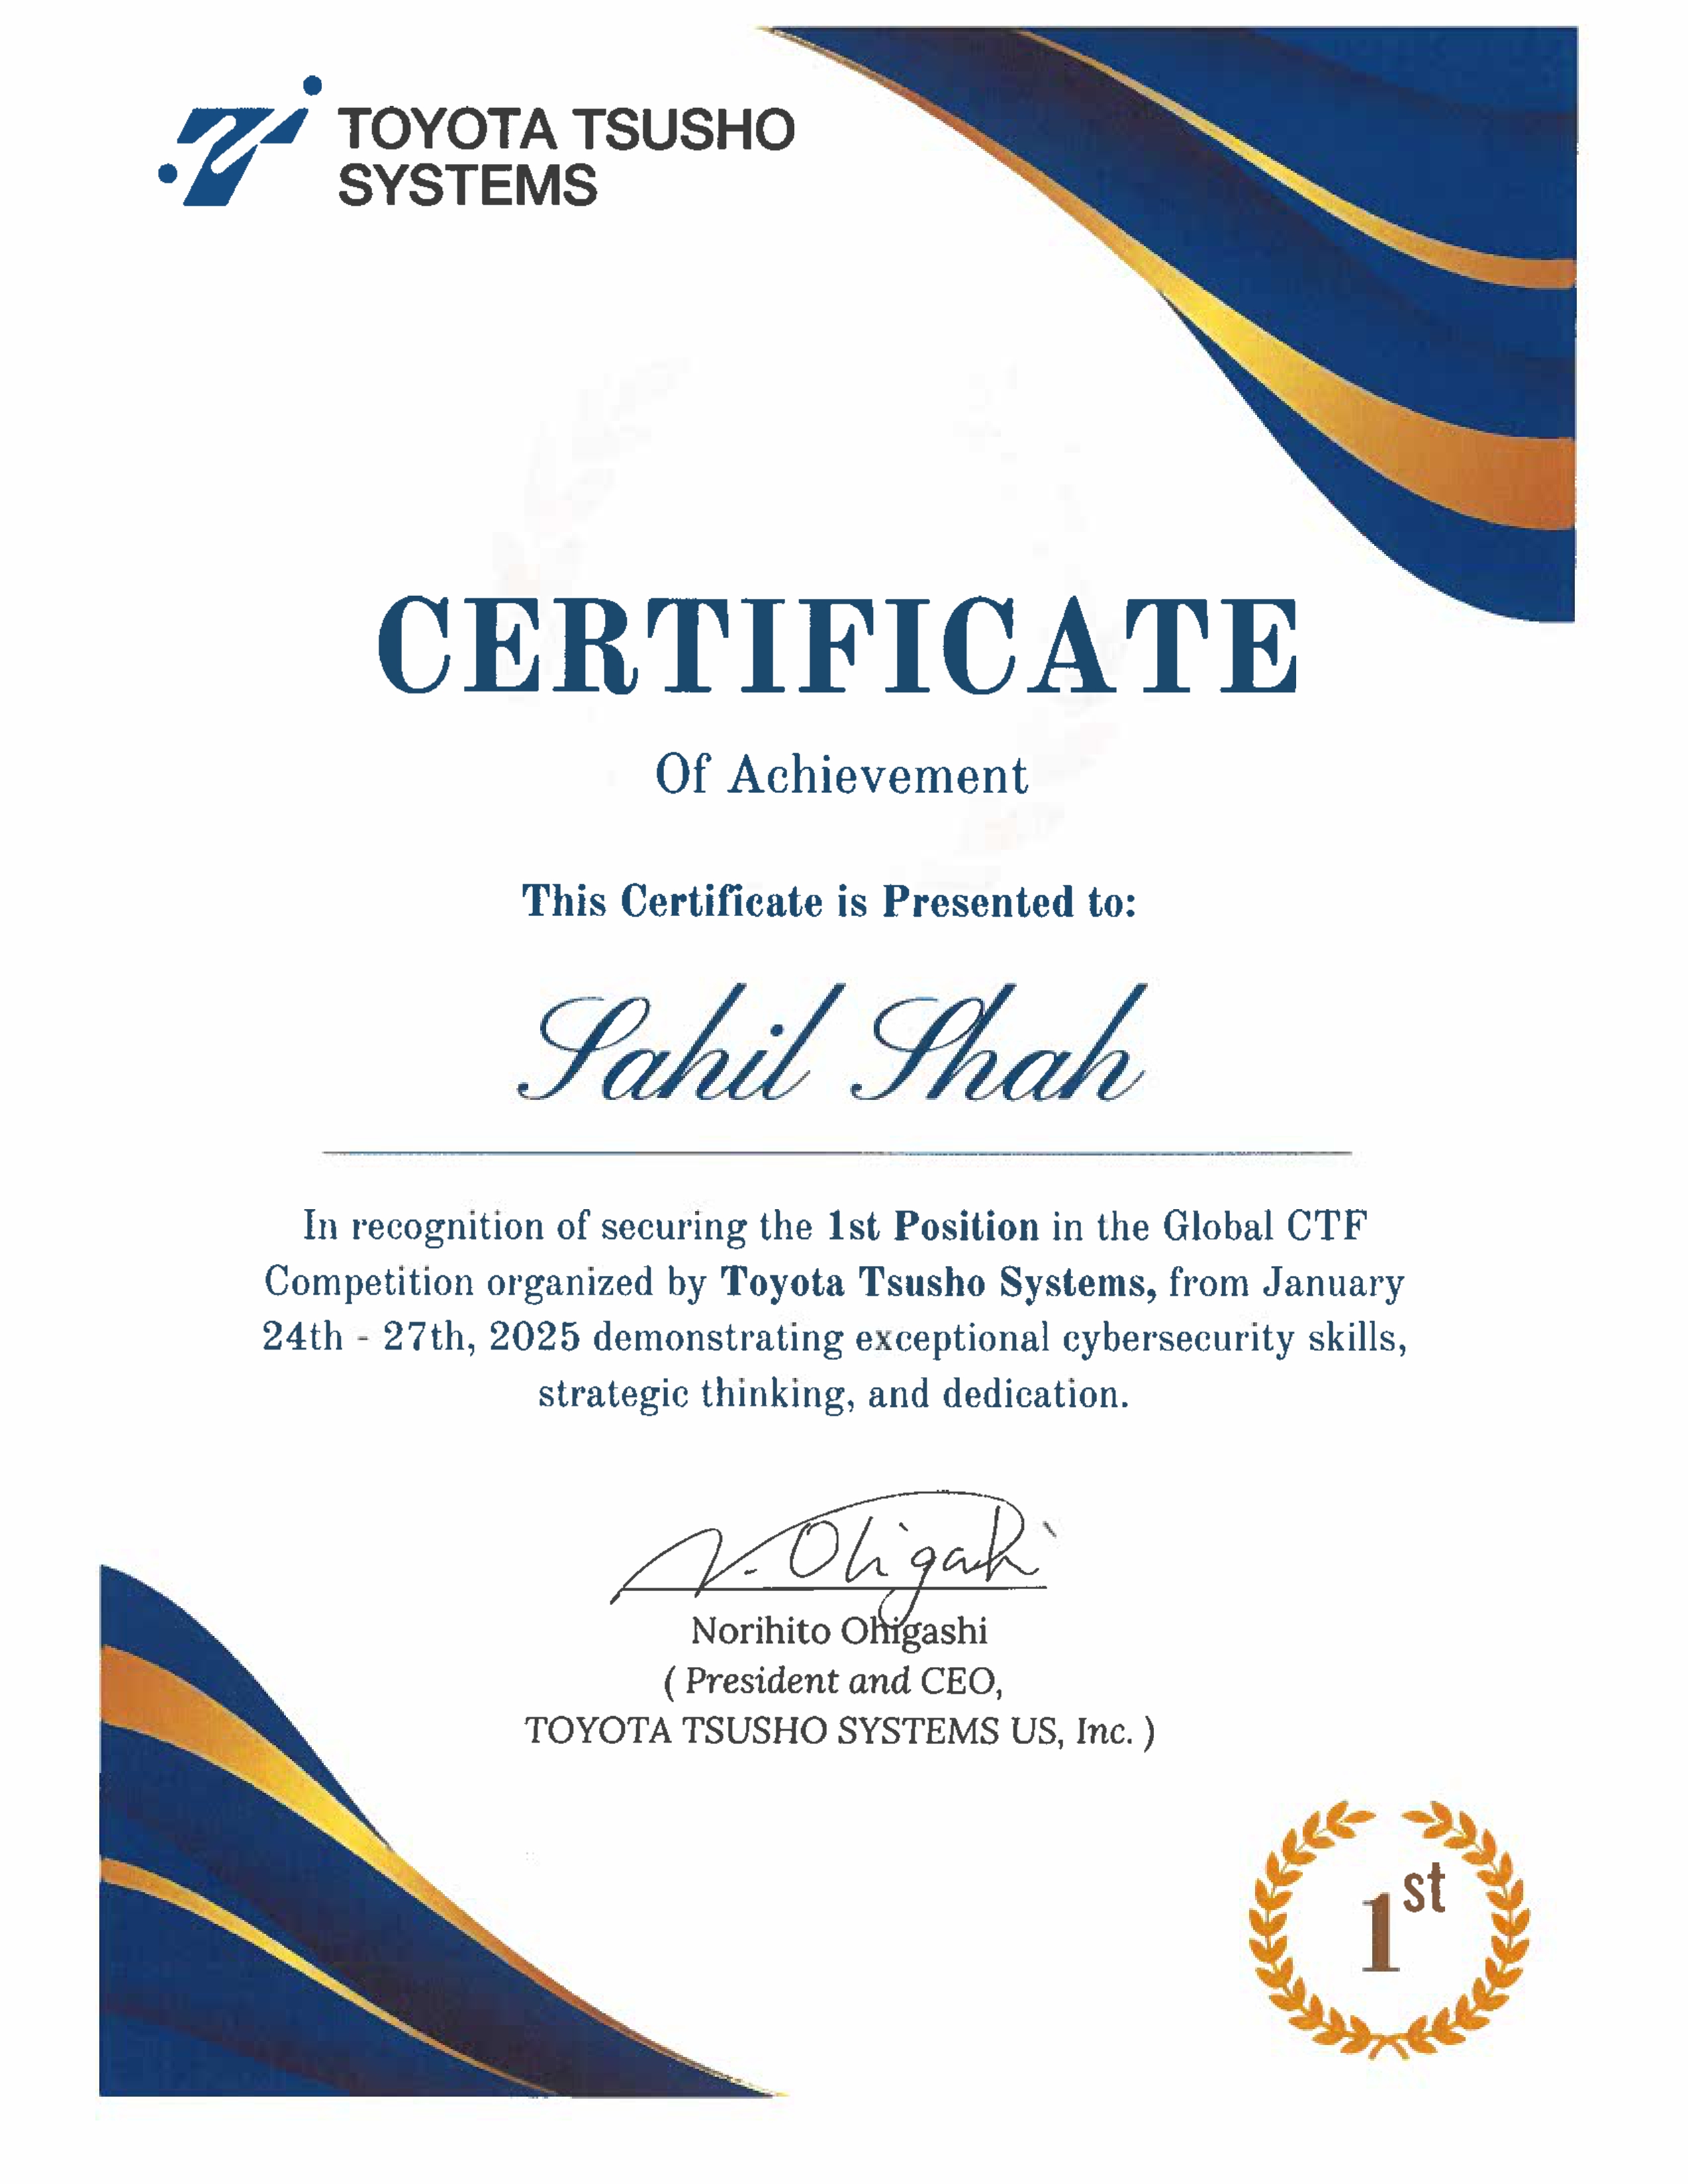 TOYOTA TSUSHO
SYSTEMS
CERTIFICATE
Of Achievement
This Certificate is Presented to:
Sahil Shah
In recognition of securing the 1st Position in the Global CTF
Competition organized by Toyota Tsusho Systems, from January
24th - 27th, 2025 demonstrating exceptional cybersecurity skills,
strategic thinking, and dedication.
N. Ohigashi
Norihito Ohigashi
( President and CEO,
TOYOTA TSUSHO SYSTEMS US, Inc. )
1st